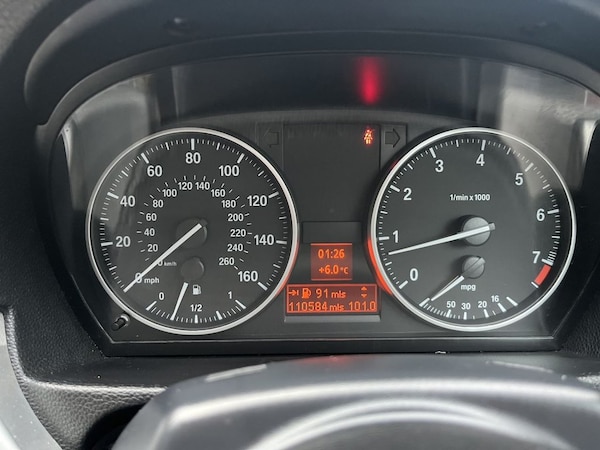 0 20 40 60 80 100 120 140 160
20 40 60 80 100 120 140 160 180 200 220 240 260
km/h
mph
0 1/2 1
01:26
+6.0°C
91 mls
110584 mls 101.0
0 1 2 3 4 5 6 7
1/min x 1000
50 30 20 16
mpg